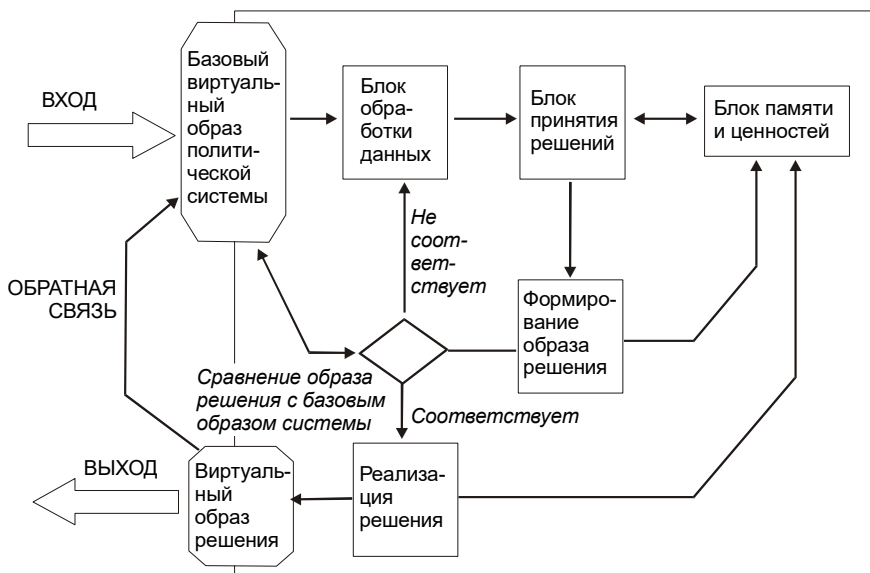 ВХОД
Базовый
виртуаль-
ный
образ
полити-
ческой
системы
Блок
обра-
ботки
данных
Блок
принятия
решений
Блок памяти
и ценностей
Не
соот-
вет-
ствует
ОБРАТНАЯ
СВЯЗЬ
Формиро-
вание
образа
решения
Сравнение образа
решения с базовым
образом системы
Соответствует
ВЫХОД
Виртуаль-
ный
образ
решения
Реализа-
ция
решения